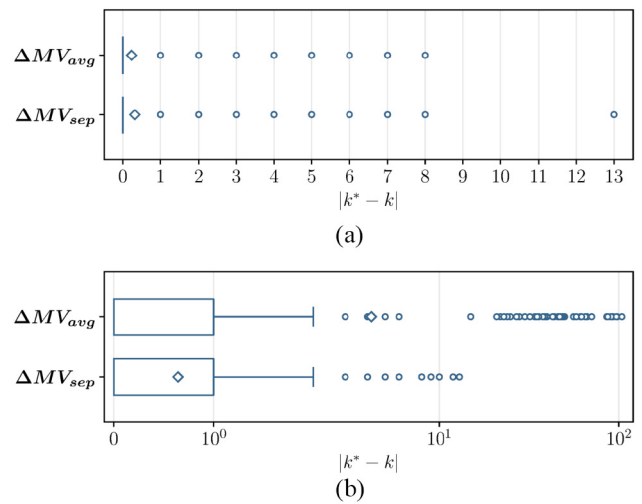 ΔMV_avg
ΔMV_sep
0 1 2 3 4 5 6 7 8 9 10 11 12 13
|k* − k|
(a)
ΔMV_avg
ΔMV_sep
0 10^0 10^1 10^2
|k* − k|
(b)